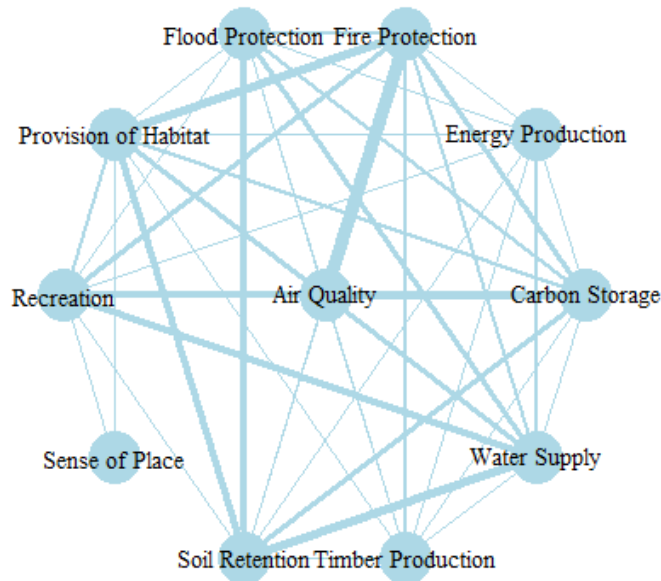 Flood Protection
Fire Protection
Provision of Habitat
Energy Production
Recreation
Air Quality
Carbon Storage
Sense of Place
Water Supply
Soil Retention
Timber Production